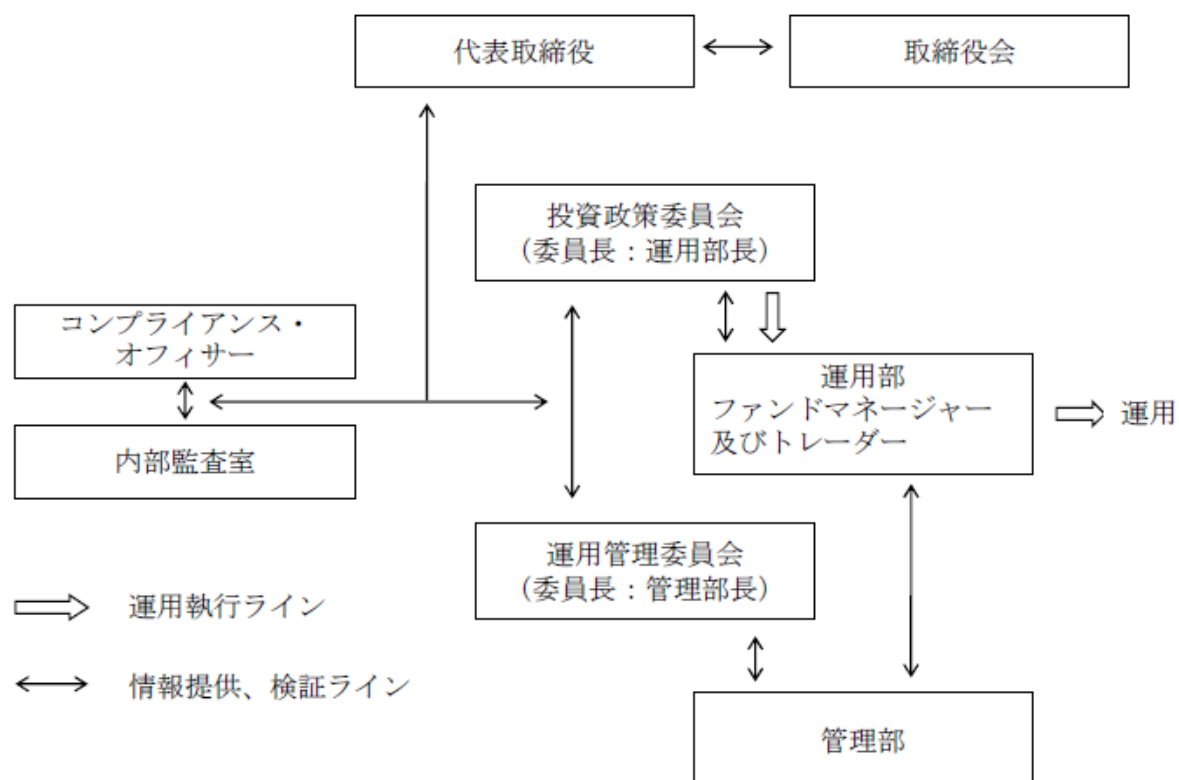 代表取締役
取締役会
投資政策委員会
（委員長：運用部長）
コンプライアンス・
オフィサー
内部監査室
運用部
ファンドマネージャー
及びトレーダー
運用
運用管理委員会
（委員長：管理部長）
運用執行ライン
情報提供、検証ライン
管理部